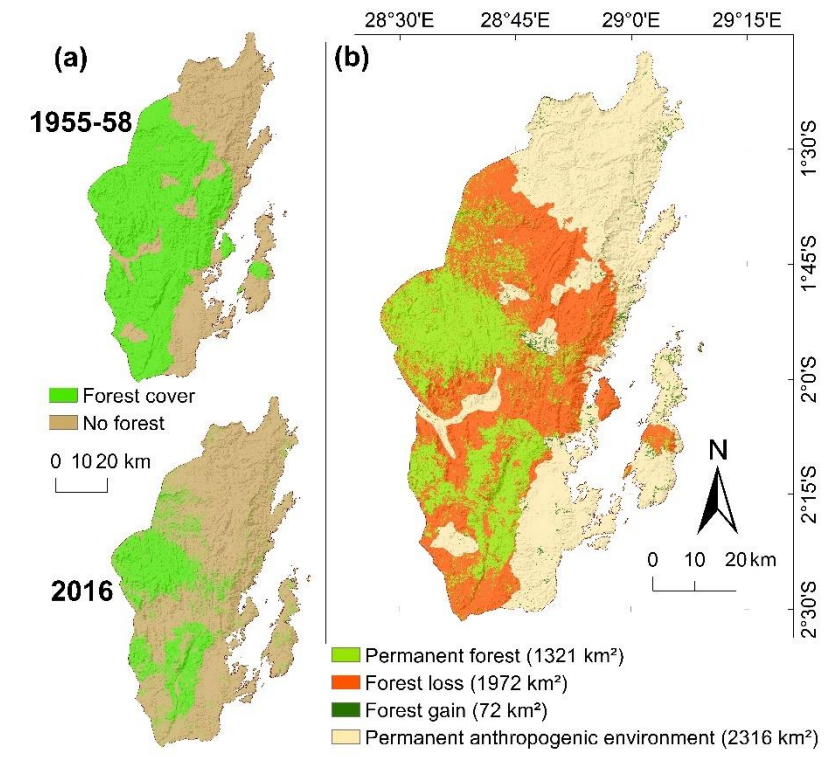 (a)
1955-58
Forest cover
No forest
0 10 20 km
2016
28°30'E 28°45'E 29°0'E 29°15'E
(b)
1°30'S
1°45'S
2°0'S
2°15'S
2°30'S
N
0 10 20 km
Permanent forest (1321 km²)
Forest loss (1972 km²)
Forest gain (72 km²)
Permanent anthropogenic environment (2316 km²)